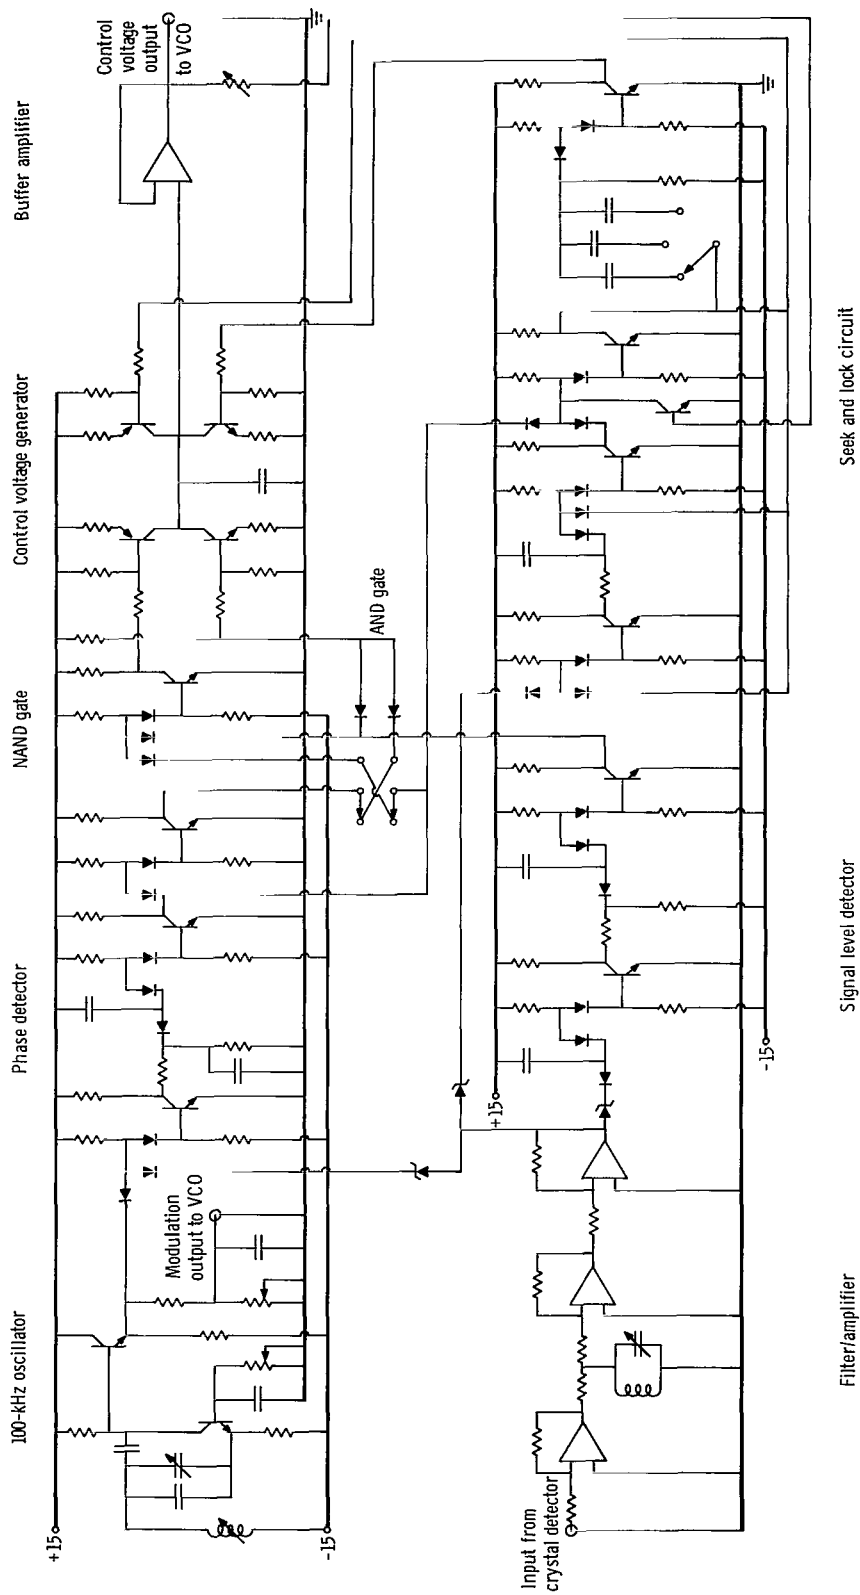 100-kHz oscillator
Phase detector
NAND gate
Control voltage generator
Buffer amplifier
+15
-15
Modulation
output to VCO
AND gate
Control
voltage
output
to VCO
Input from
crystal detector
+15
-15
Filter/amplifier
Signal level detector
Seek and lock circuit